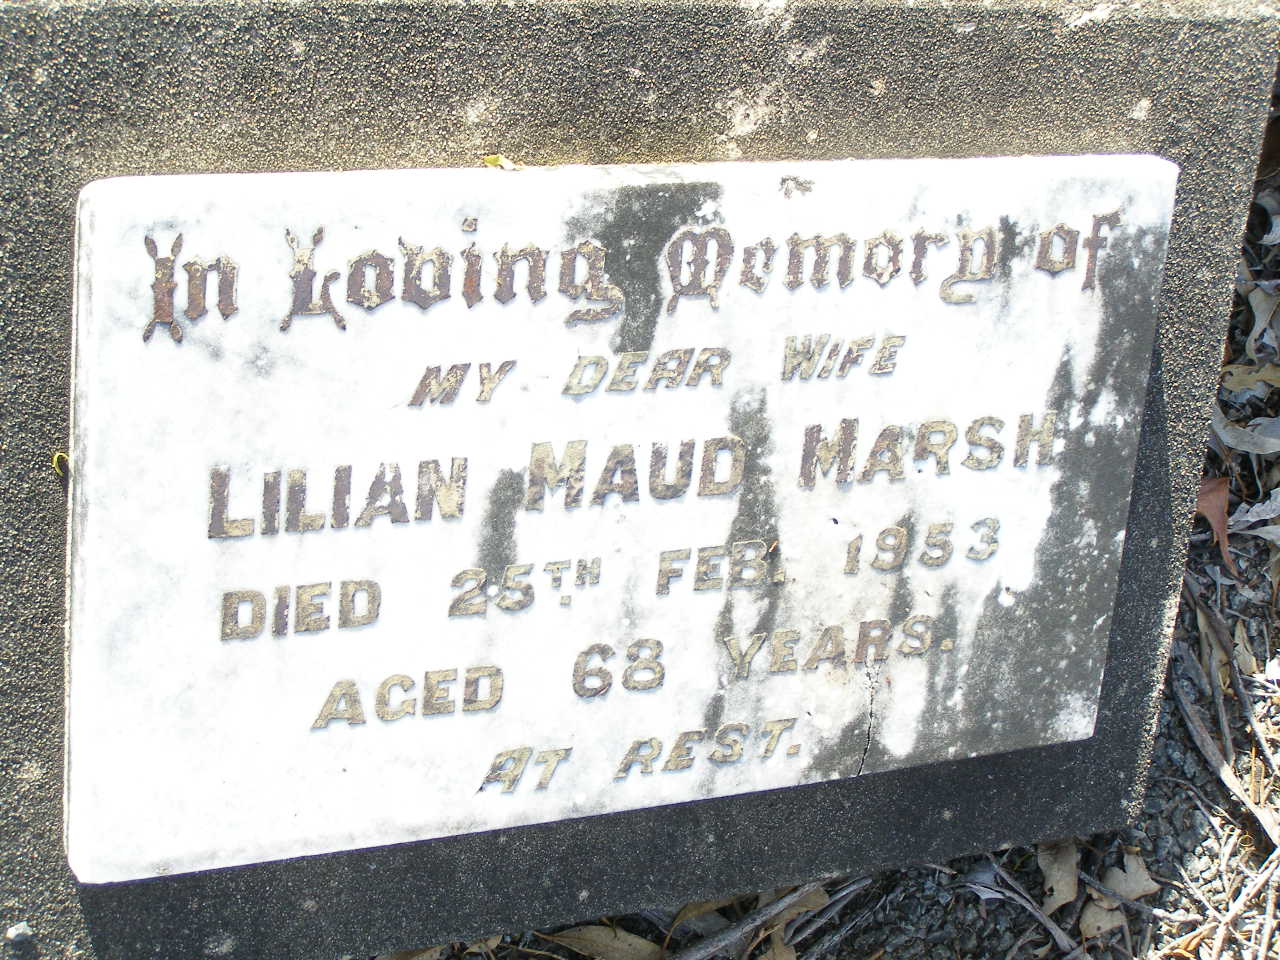 In Loving Memory of
MY DEAR WIFE
LILIAN MAUD MARSH
DIED 25TH FEB. 1953
AGED 68 YEARS.
AT REST.